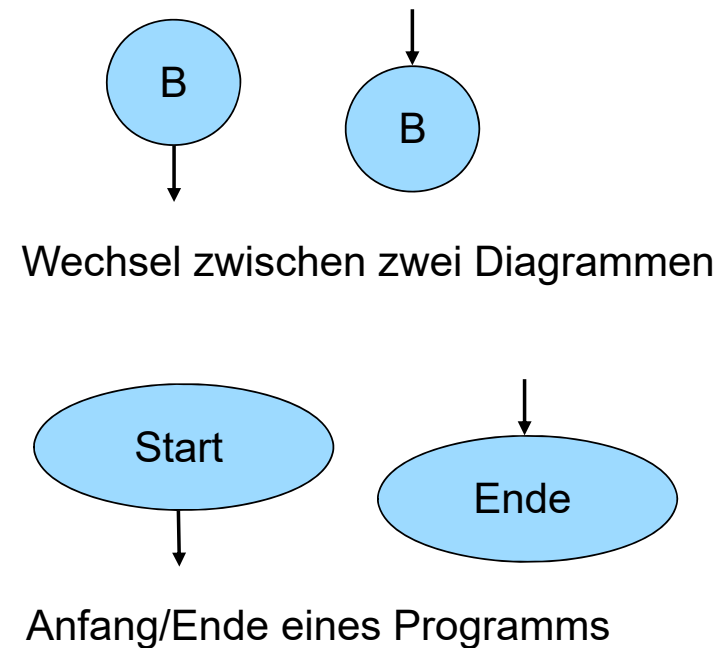 B
B
Wechsel zwischen zwei Diagrammen
Start
Ende
Anfang/Ende eines Programms